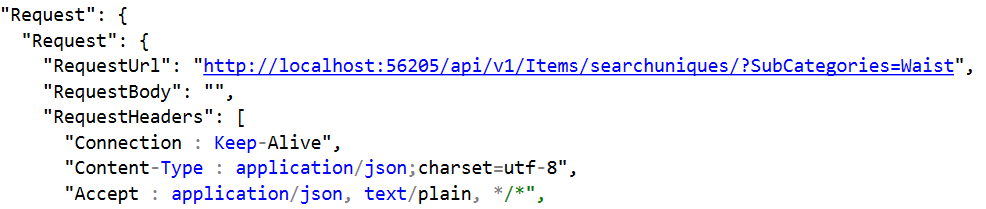 "Request": {
"Request": {
"RequestUrl": "http://localhost:56205/api/v1/Items/searchuniques/?SubCategories=Waist",
"RequestBody": "",
"RequestHeaders": [
"Connection : Keep-Alive",
"Content-Type : application/json;charset=utf-8",
"Accept : application/json, text/plain, */*",